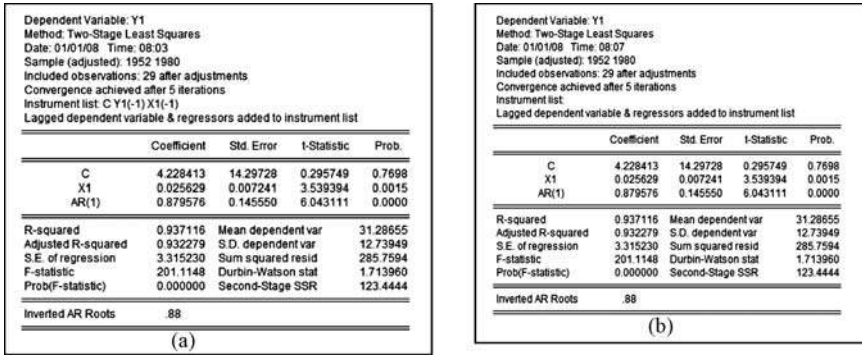 Dependent Variable: Y1
Method: Two-Stage Least Squares
Date: 01/01/08 Time: 08:03
Sample (adjusted): 1952 1980
Included observations: 29 after adjustments
Convergence achieved after 5 iterations
Instrument list: C Y1(-1) X1(-1)
Lagged dependent variable & regressors added to instrument list
Coefficient Std. Error t-Statistic Prob.
C 4.228413 14.29728 0.295749 0.7698
X1 0.025629 0.007241 3.539394 0.0015
AR(1) 0.879576 0.145550 6.043111 0.0000
R-squared 0.937116 Mean dependent var 31.28655
Adjusted R-squared 0.932279 S.D. dependent var 12.73949
S.E. of regression 3.315230 Sum squared resid 285.7594
F-statistic 201.1148 Durbin-Watson stat 1.713960
Prob(F-statistic) 0.000000 Second-Stage SSR 123.4444
Inverted AR Roots .88
(a)
Dependent Variable: Y1
Method: Two-Stage Least Squares
Date: 01/01/08 Time: 08:07
Sample (adjusted): 1952 1980
Included observations: 29 after adjustments
Convergence achieved after 5 iterations
Instrument list:
Lagged dependent variable & regressors added to instrument list
Coefficient Std. Error t-Statistic Prob.
C 4.228413 14.29728 0.295749 0.7698
X1 0.025629 0.007241 3.539394 0.0015
AR(1) 0.879576 0.145550 6.043111 0.0000
R-squared 0.937116 Mean dependent var 31.28655
Adjusted R-squared 0.932279 S.D. dependent var 12.73949
S.E. of regression 3.315230 Sum squared resid 285.7594
F-statistic 201.1148 Durbin-Watson stat 1.713960
Prob(F-statistic) 0.000000 Second-Stage SSR 123.4444
Inverted AR Roots .88
(b)